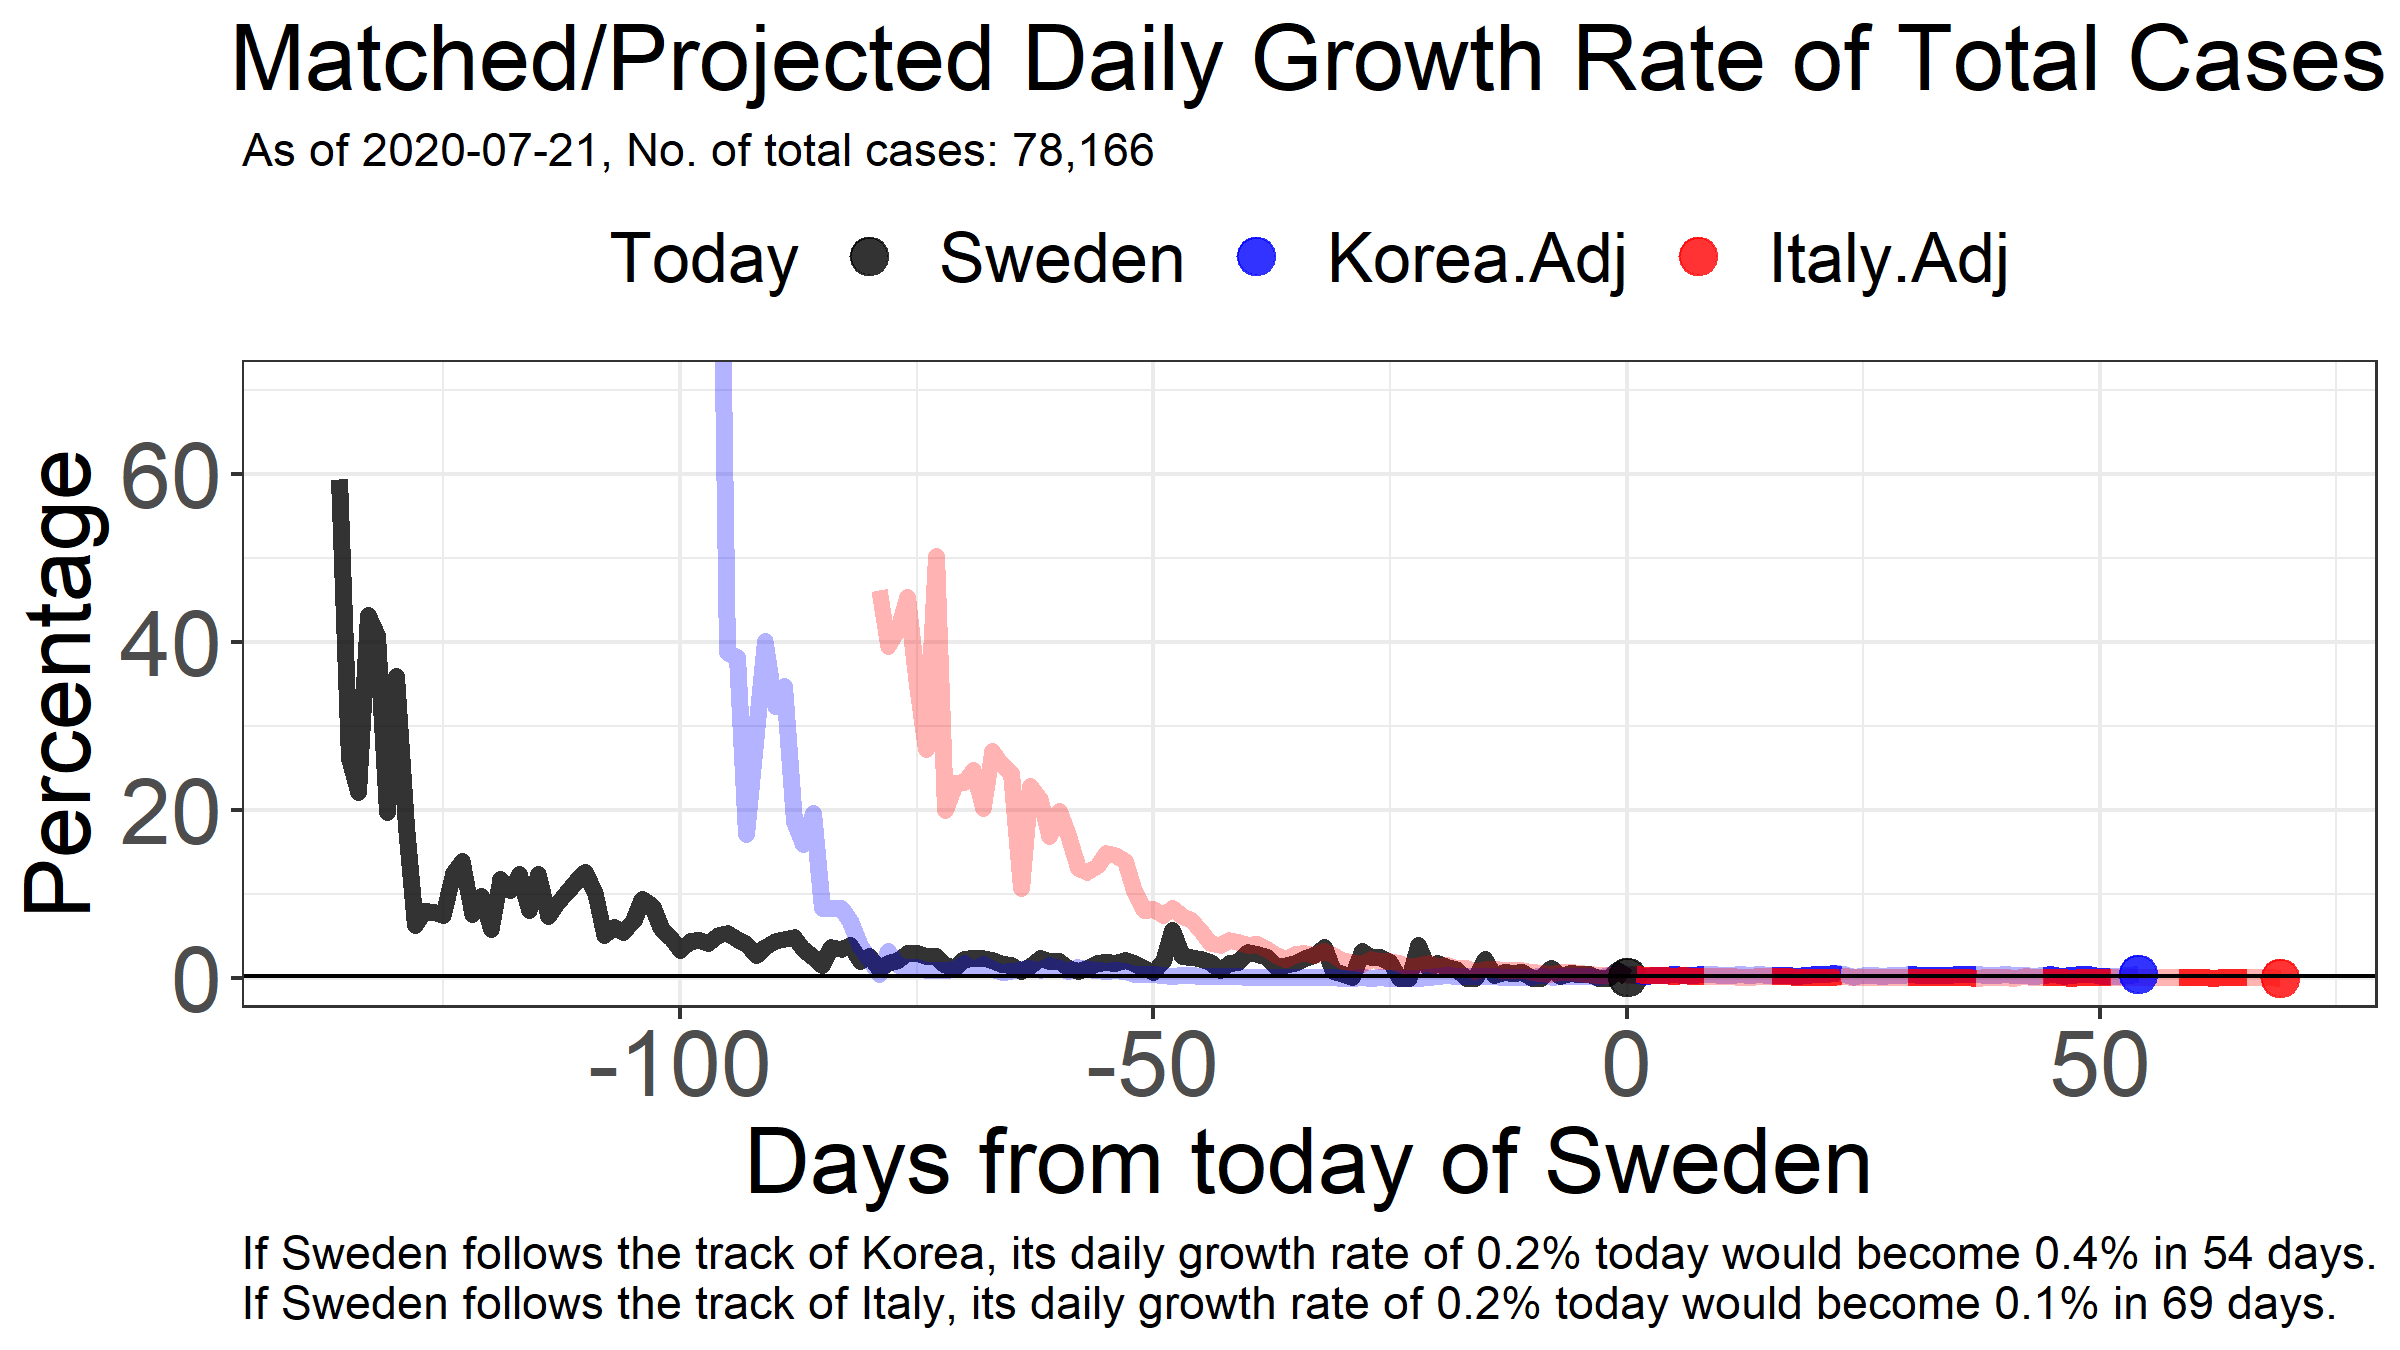 Matched/Projected Daily Growth Rate of Total Cases
As of 2020-07-21, No. of total cases: 78,166
Today Sweden Korea.Adj Italy.Adj
Percentage
60
40
20
0
-100 -50 0 50
Days from today of Sweden
If Sweden follows the track of Korea, its daily growth rate of 0.2% today would become 0.4% in 54 days.
If Sweden follows the track of Italy, its daily growth rate of 0.2% today would become 0.1% in 69 days.